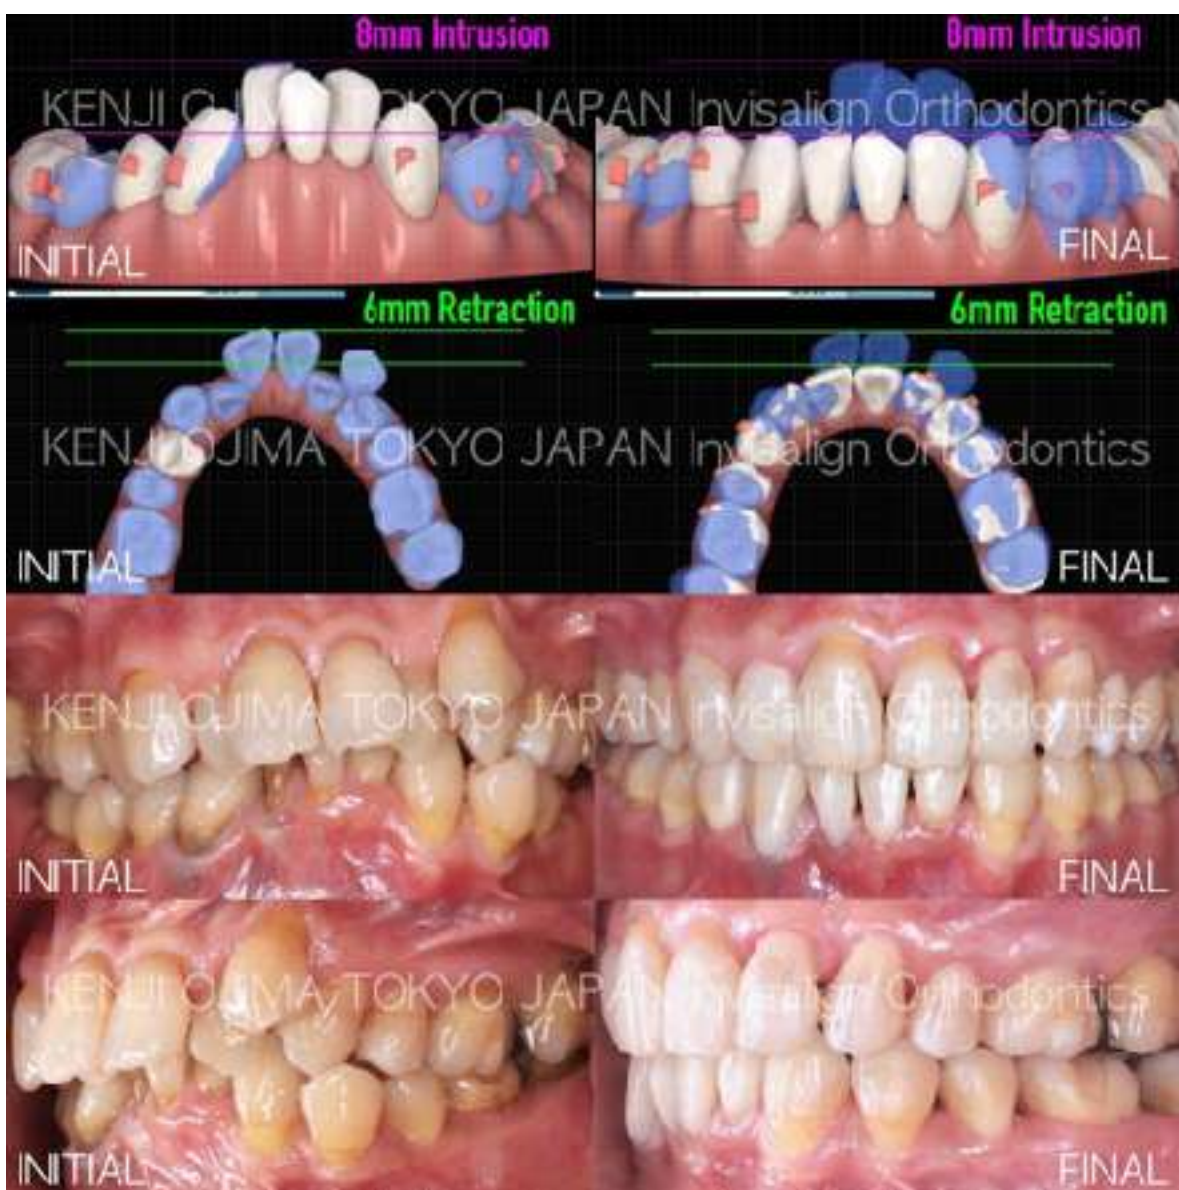 8mm Intrusion
8mm Intrusion
KENJI OJIMA TOKYO JAPAN Invisalign Orthodontics
INITIAL
FINAL
6mm Retraction
6mm Retraction
KENJI OJIMA TOKYO JAPAN Invisalign Orthodontics
INITIAL
FINAL
KENJI OJIMA TOKYO JAPAN Invisalign Orthodontics
INITIAL
FINAL
KENJI OJIMA TOKYO JAPAN Invisalign Orthodontics
INITIAL
FINAL